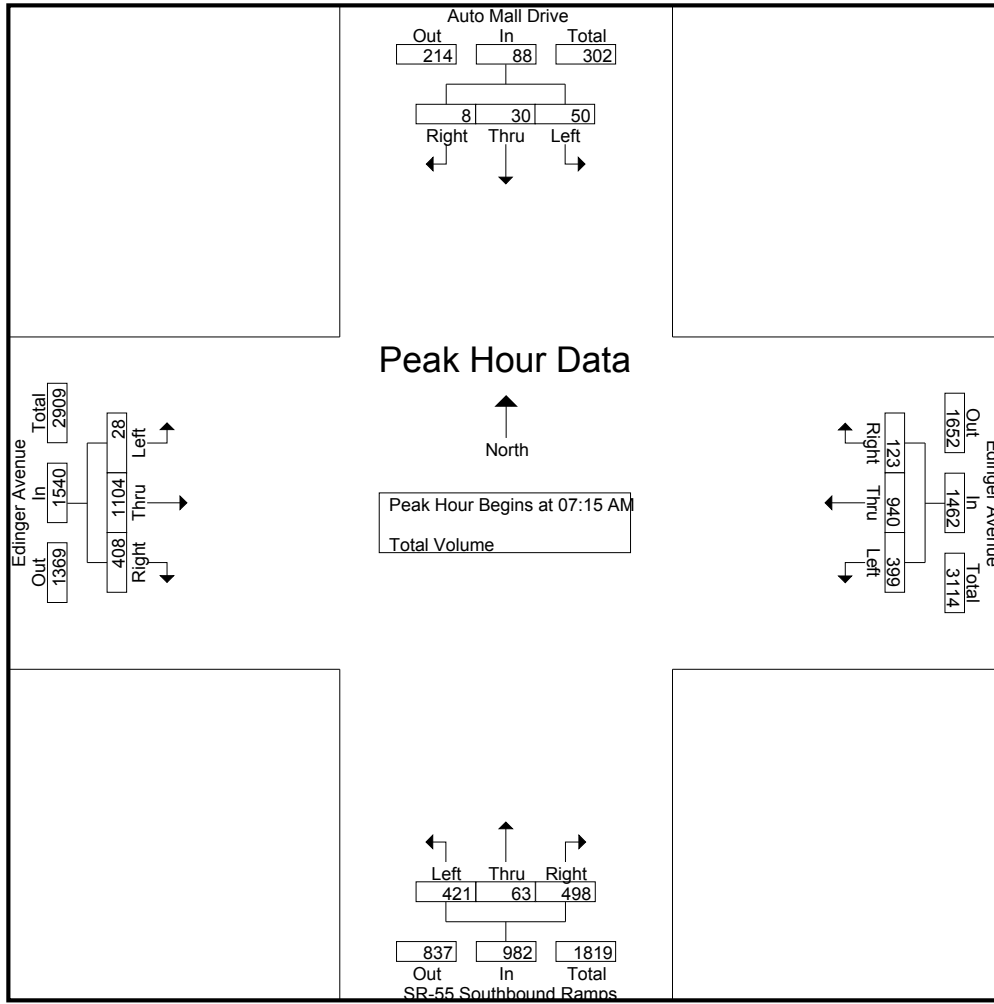 Auto Mall Drive
Out In Total
214 88 302
8 30 50
Right Thru Left
Peak Hour Data
North
Peak Hour Begins at 07:15 AM
Total Volume
Edinger Avenue
Out In Total
1369 1540 2909
408 1104 28
Right Thru Left
Edinger Avenue
Out In Total
1652 1462 3114
123 940 399
Right Thru Left
Left Thru Right
421 63 498
837 982 1819
Out In Total
SR-55 Southbound Ramps